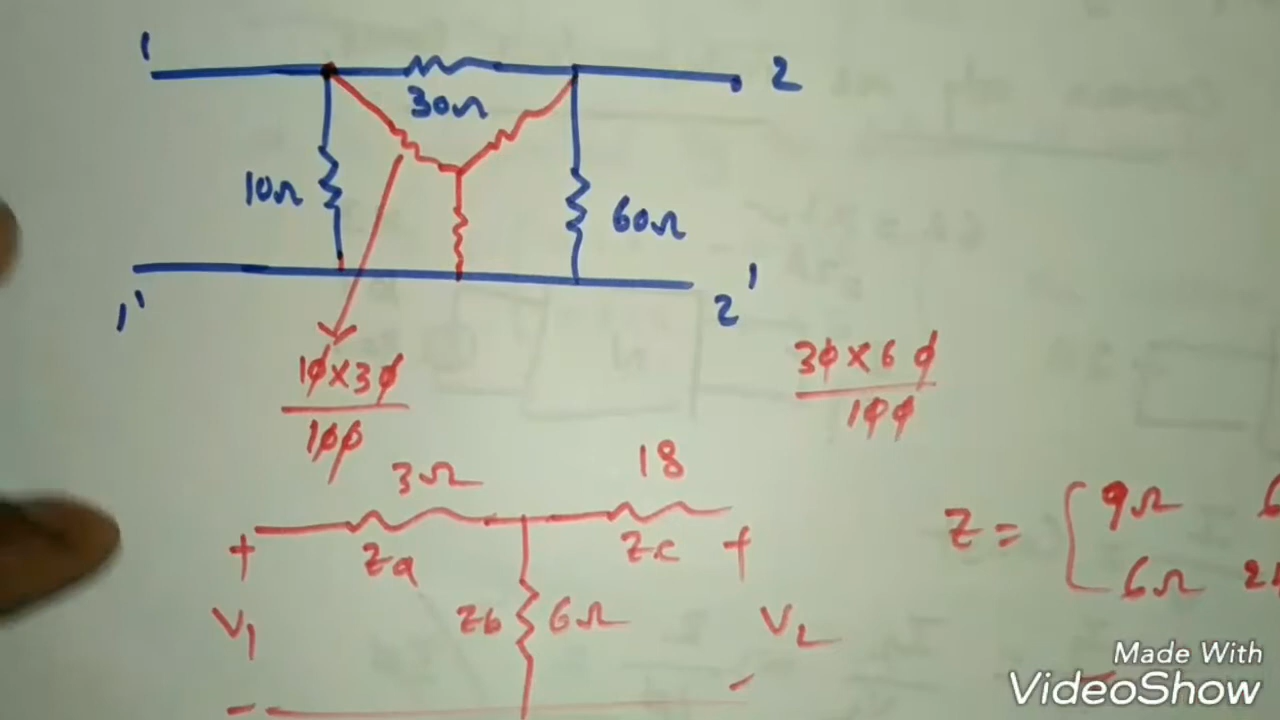 1 2
30Ω
10Ω 60Ω
1' 2'
10×30 30×60
100 100
3Ω 18
Z = 9Ω
Za Zc
+ +
6Ω
V1 Zb 6Ω V2
- -
Made With
VideoShow